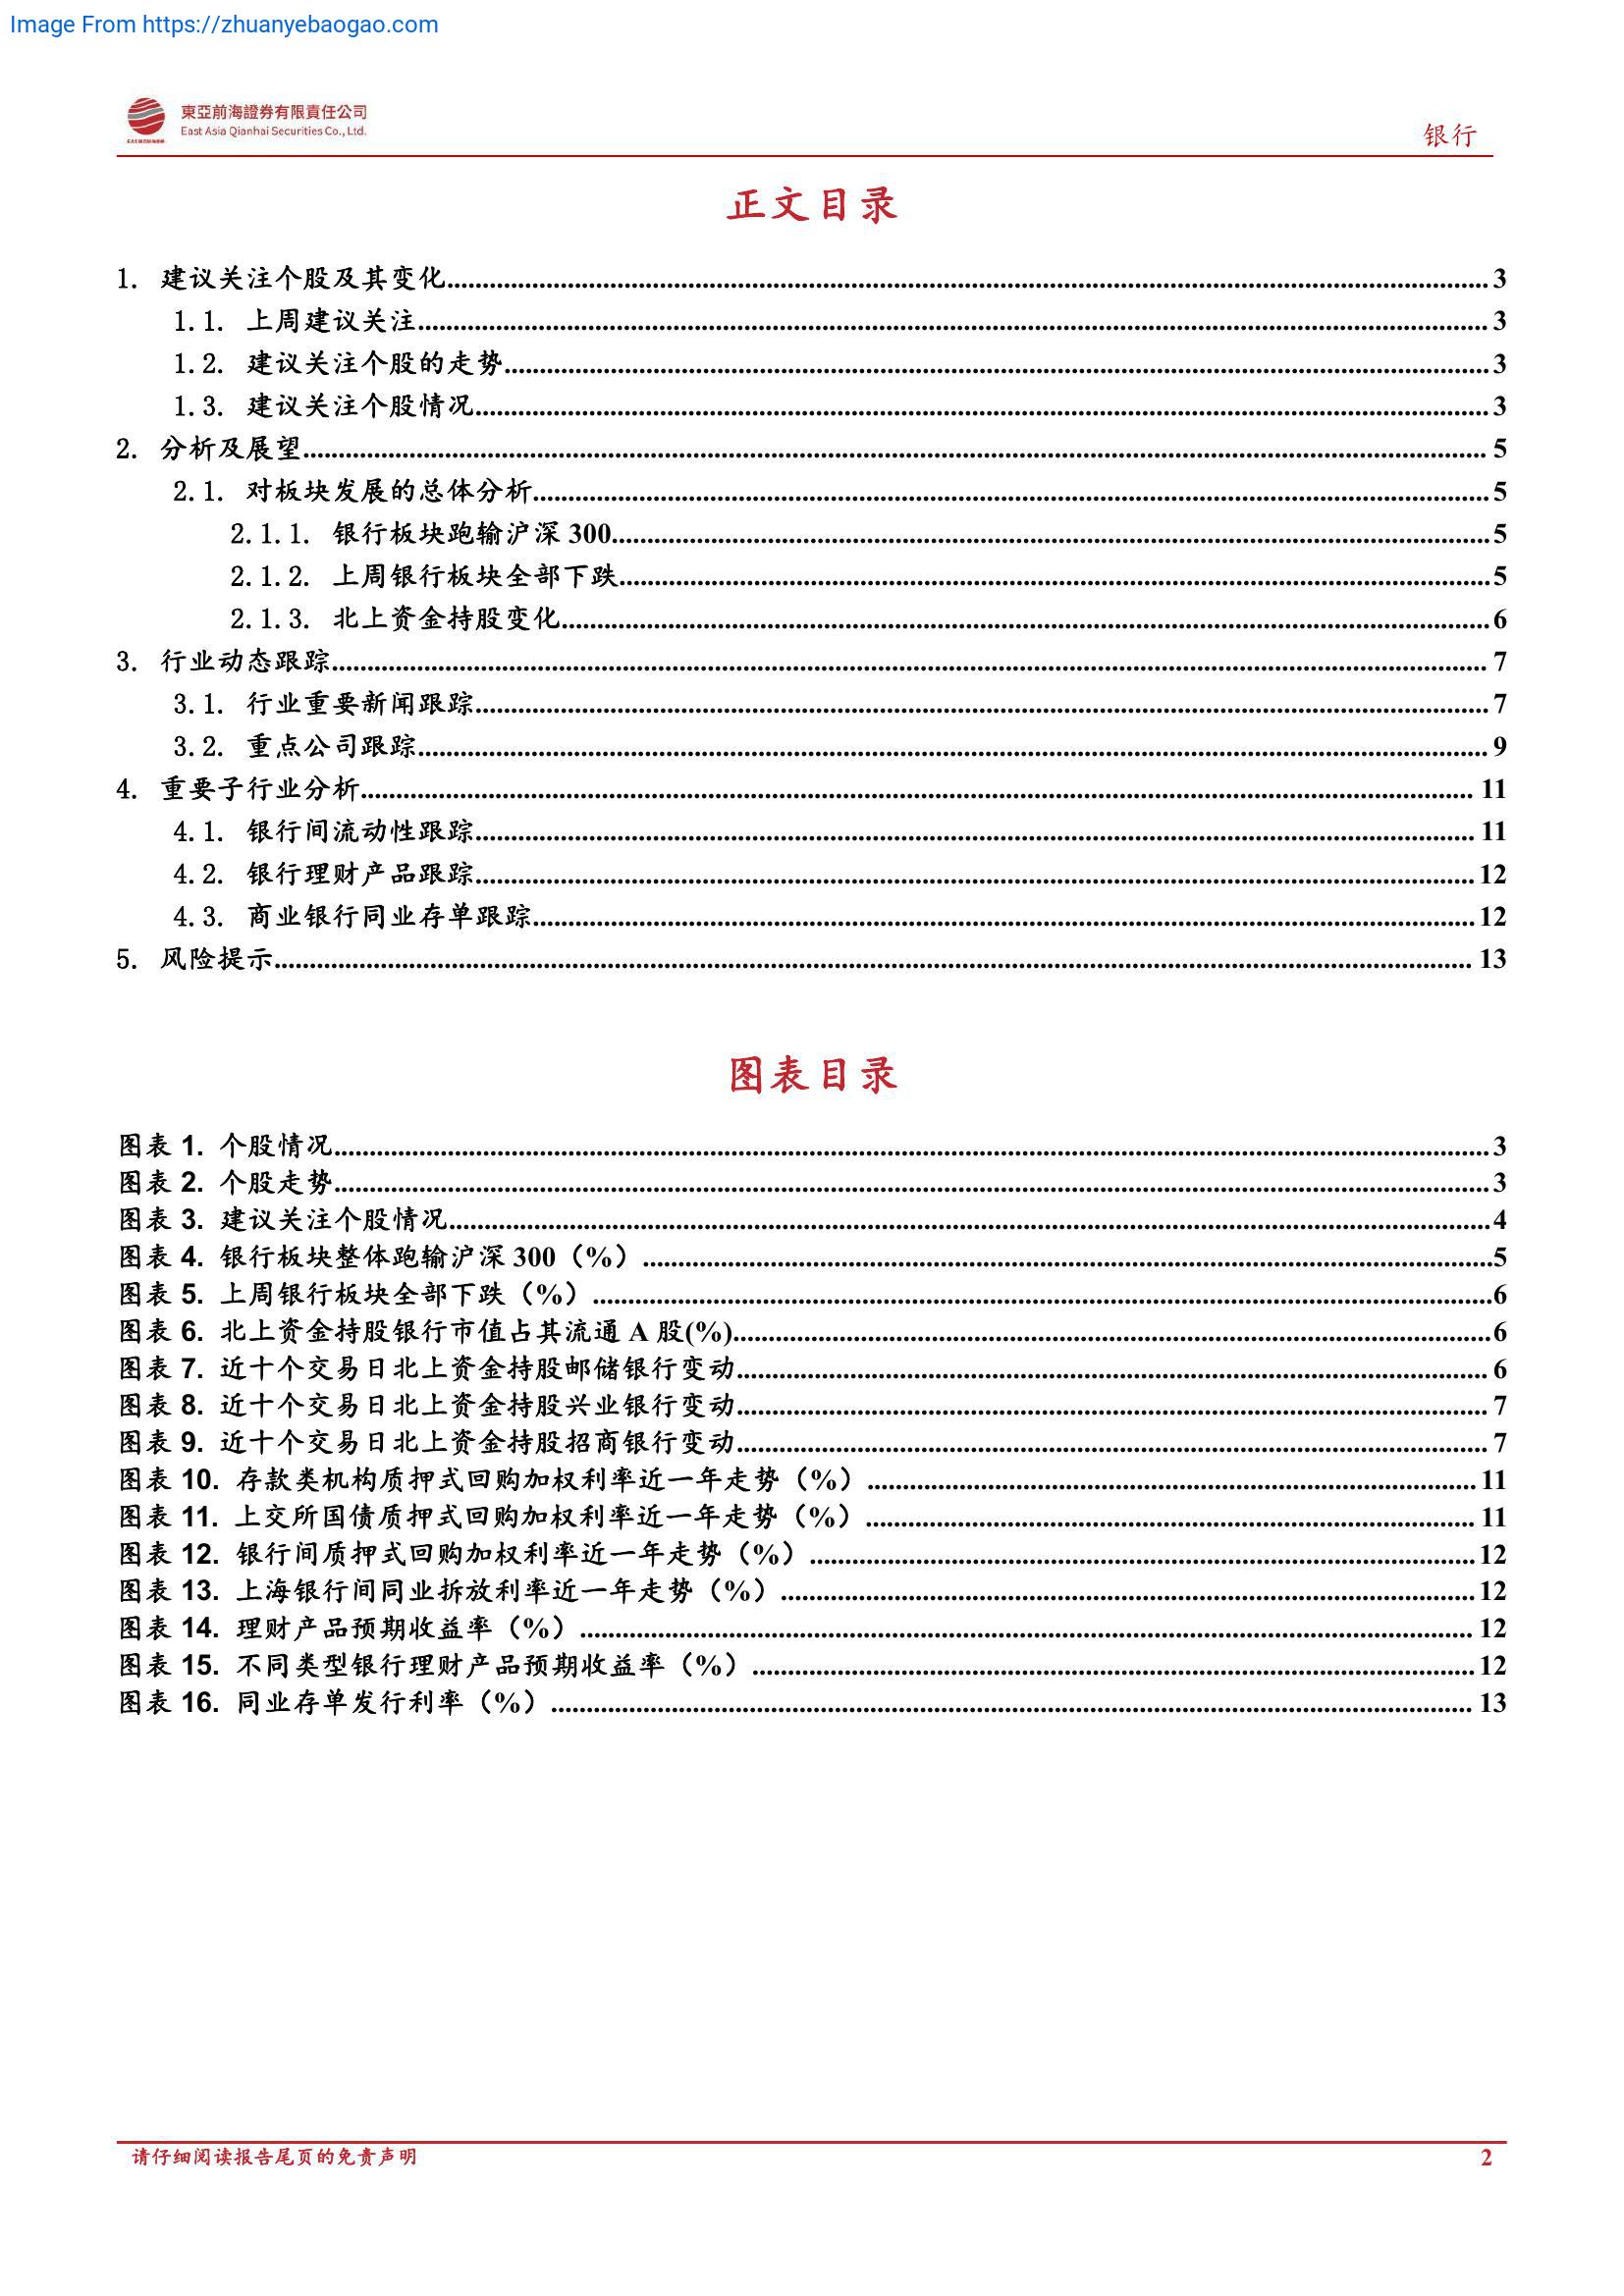 Image From https://zhuanyebaogao.com
東亞前海證券有限責任公司
East Asia Qianhai Securities Co., Ltd.
银行
正文目录
1. 建议关注个股及其变化 3
1.1. 上周建议关注 3
1.2. 建议关注个股的走势 3
1.3. 建议关注个股情况 3
2. 分析及展望 5
2.1. 对板块发展的总体分析 5
2.1.1. 银行板块跑输沪深 300 5
2.1.2. 上周银行板块全部下跌 5
2.1.3. 北上资金持股变化 6
3. 行业动态跟踪 7
3.1. 行业重要新闻跟踪 7
3.2. 重点公司跟踪 9
4. 重要子行业分析 11
4.1. 银行间流动性跟踪 11
4.2. 银行理财产品跟踪 12
4.3. 商业银行同业存单跟踪 12
5. 风险提示 13
图表目录
图表 1. 个股情况 3
图表 2. 个股走势 3
图表 3. 建议关注个股情况 4
图表 4. 银行板块整体跑输沪深 300（%） 5
图表 5. 上周银行板块全部下跌（%） 6
图表 6. 北上资金持股银行市值占其流通 A 股(%) 6
图表 7. 近十个交易日北上资金持股邮储银行变动 6
图表 8. 近十个交易日北上资金持股兴业银行变动 7
图表 9. 近十个交易日北上资金持股招商银行变动 7
图表 10. 存款类机构质押式回购加权利率近一年走势（%） 11
图表 11. 上交所国债质押式回购加权利率近一年走势（%） 11
图表 12. 银行间质押式回购加权利率近一年走势（%） 12
图表 13. 上海银行间同业拆放利率近一年走势（%） 12
图表 14. 理财产品预期收益率（%） 12
图表 15. 不同类型银行理财产品预期收益率（%） 12
图表 16. 同业存单发行利率（%） 13
请仔细阅读报告尾页的免责声明
2